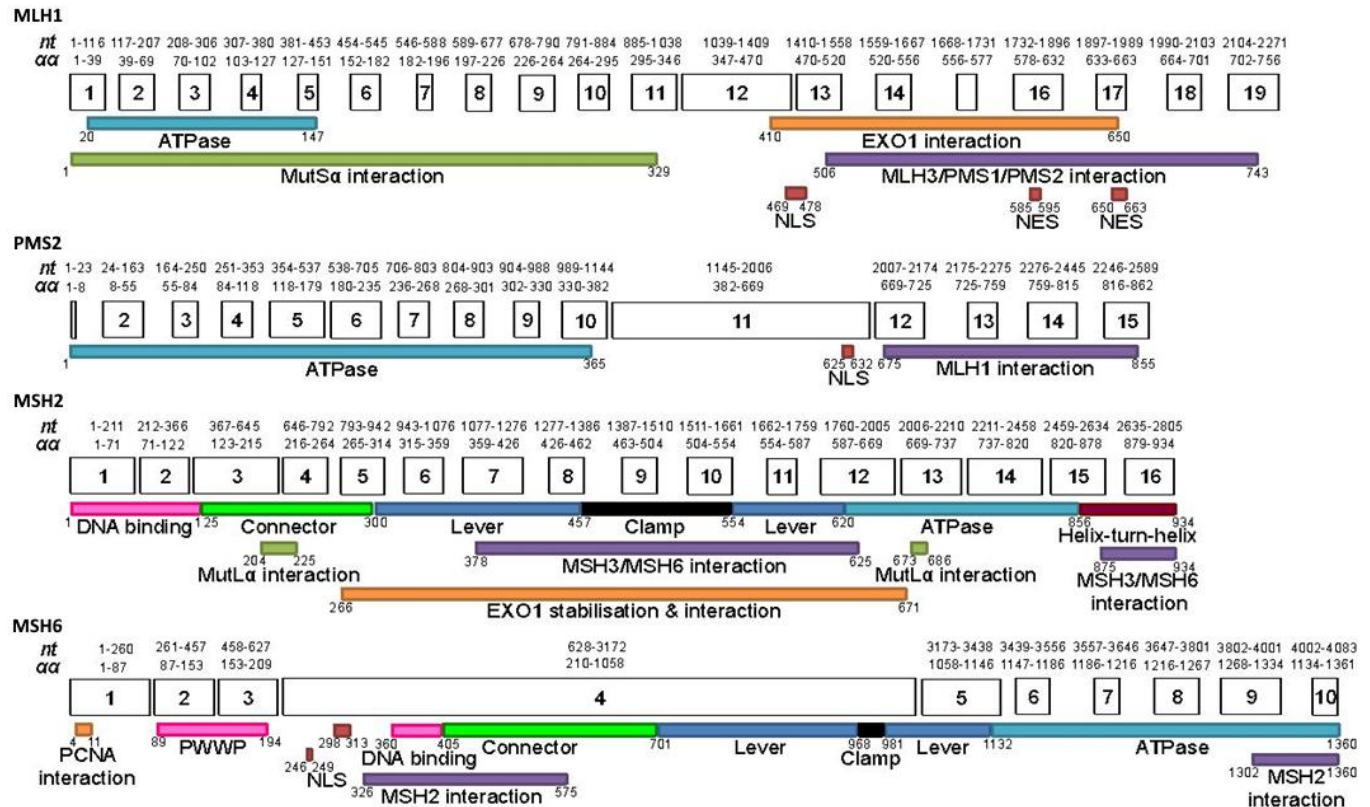 MLH1
nt 1-116 117-207 208-306 307-380 381-453 454-545 546-588 589-677 678-790 791-884 885-1038 1039-1409 1410-1558 1559-1667 1668-1731 1732-1896 1897-1989 1990-2103 2104-2271
αα 1-39 39-69 70-102 103-127 127-151 152-182 182-196 197-226 226-264 264-295 295-346 347-470 470-520 520-556 556-577 578-632 633-663 664-701 702-756
1 2 3 4 5 6 7 8 9 10 11 12 13 14 16 17 18 19
20 ATPase 147 410 EXO1 interaction 650
1 MutSα interaction 329 506 MLH3/PMS1/PMS2 interaction 743
469 478 585 595 650 663
NLS NES NES
PMS2
nt 1-23 24-163 164-250 251-353 354-537 538-705 706-803 804-903 904-988 989-1144 1145-2006 2007-2174 2175-2275 2276-2445 2246-2589
αα 1-8 8-55 55-84 84-118 118-179 180-235 236-268 268-301 302-330 330-382 382-669 669-725 725-759 759-815 816-862
2 3 4 5 6 7 8 9 10 11 12 13 14 15
1 ATPase 365 625 632 675 MLH1 interaction 855
NLS
MSH2
nt 1-211 212-366 367-645 646-792 793-942 943-1076 1077-1276 1277-1386 1387-1510 1511-1661 1662-1759 1760-2005 2006-2210 2211-2458 2459-2634 2635-2805
αα 1-71 71-122 123-215 216-264 265-314 315-359 359-426 426-462 463-504 504-554 554-587 587-669 669-737 737-820 820-878 879-934
1 2 3 4 5 6 7 8 9 10 11 12 13 14 15 16
1 DNA binding 125 Connector 300 Lever 457 Clamp 554 Lever 620 ATPase 856 934
Helix-turn-helix
204 225 378 MSH3/MSH6 interaction 625 673 686 875 934
MutLα interaction MutLα interaction MSH3/MSH6
interaction
266 EXO1 stabilisation & interaction 671
MSH6
nt 1-260 261-457 458-627 628-3172 3173-3438 3439-3556 3557-3646 3647-3801 3802-4001 4002-4083
αα 1-87 87-153 153-209 210-1058 1058-1146 1147-1186 1186-1216 1216-1267 1268-1334 1134-1361
1 2 3 4 5 6 7 8 9 10
4 11 89 PWWP 194 298 313 360 DNA binding 405 Connector 701 Lever 968 Clamp 981 Lever 1132 ATPase 1360
PCNA
interaction
246 249 NLS
326 MSH2 interaction 575
1302 MSH2 1360
interaction